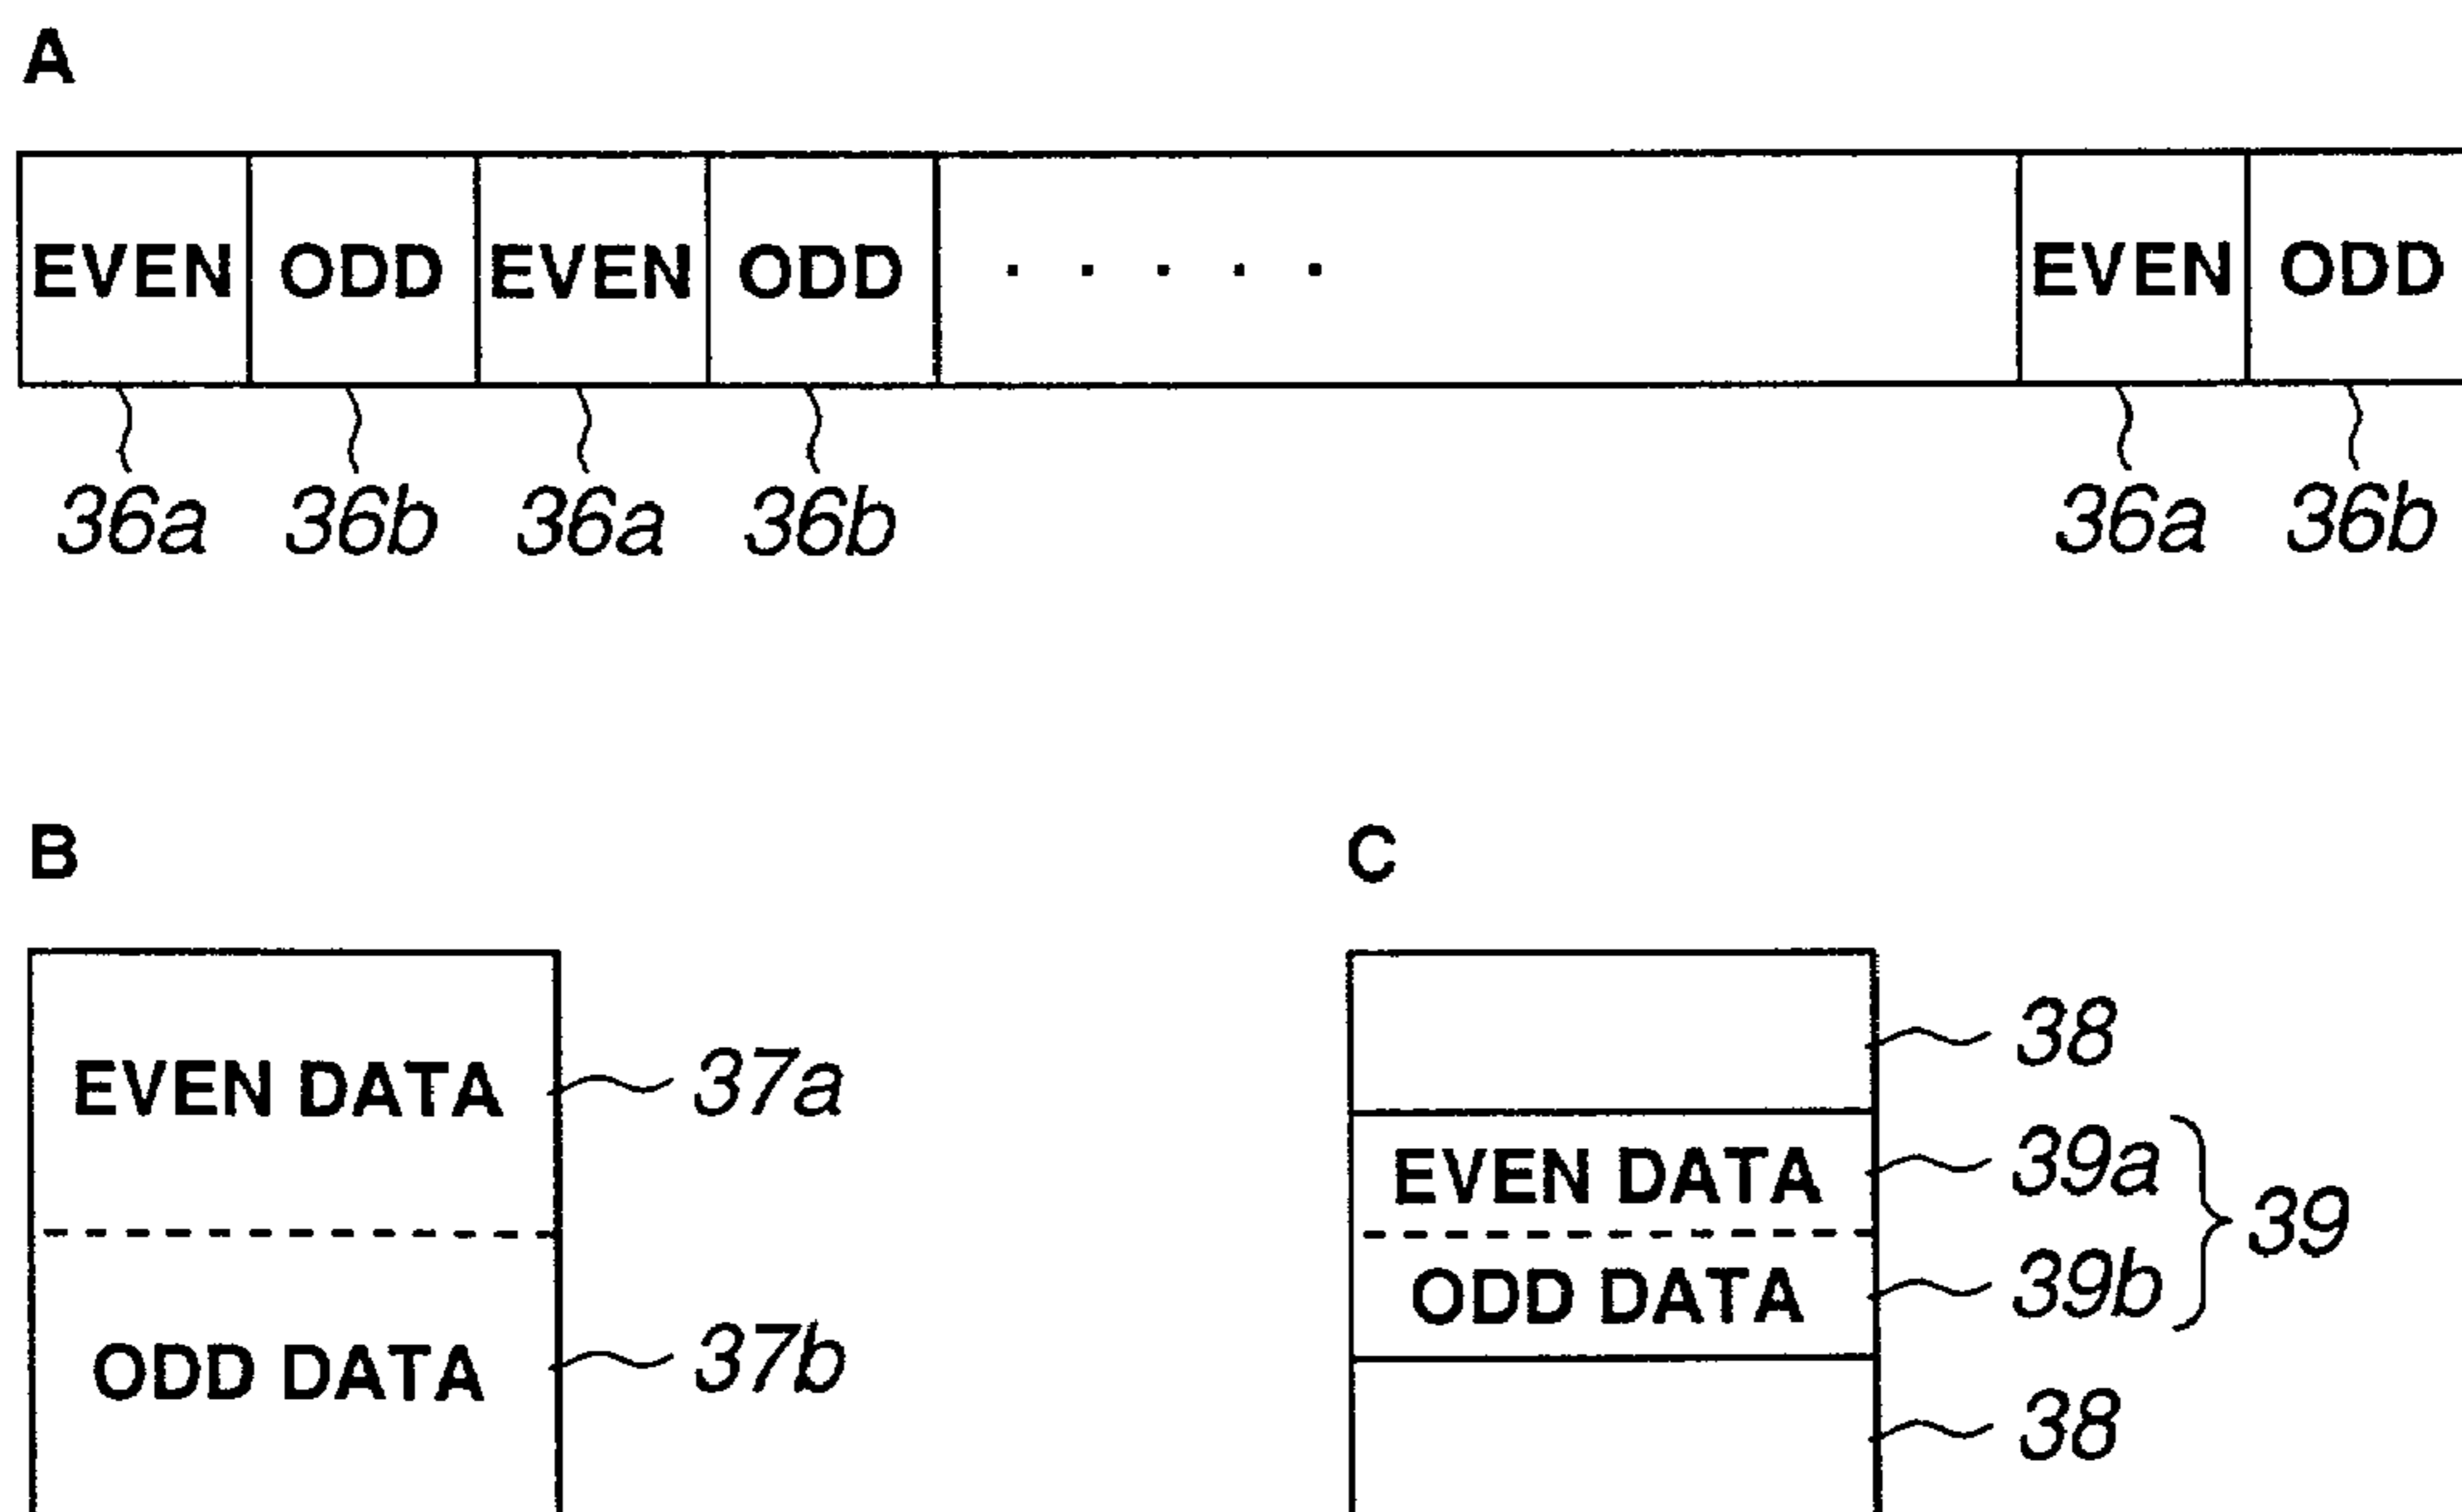 A
EVEN ODD EVEN ODD . . . . . EVEN ODD
36a 36b 36a 36b 36a 36b
B
EVEN DATA 37a
ODD DATA 37b
C
38
EVEN DATA 39a
39
ODD DATA 39b
38